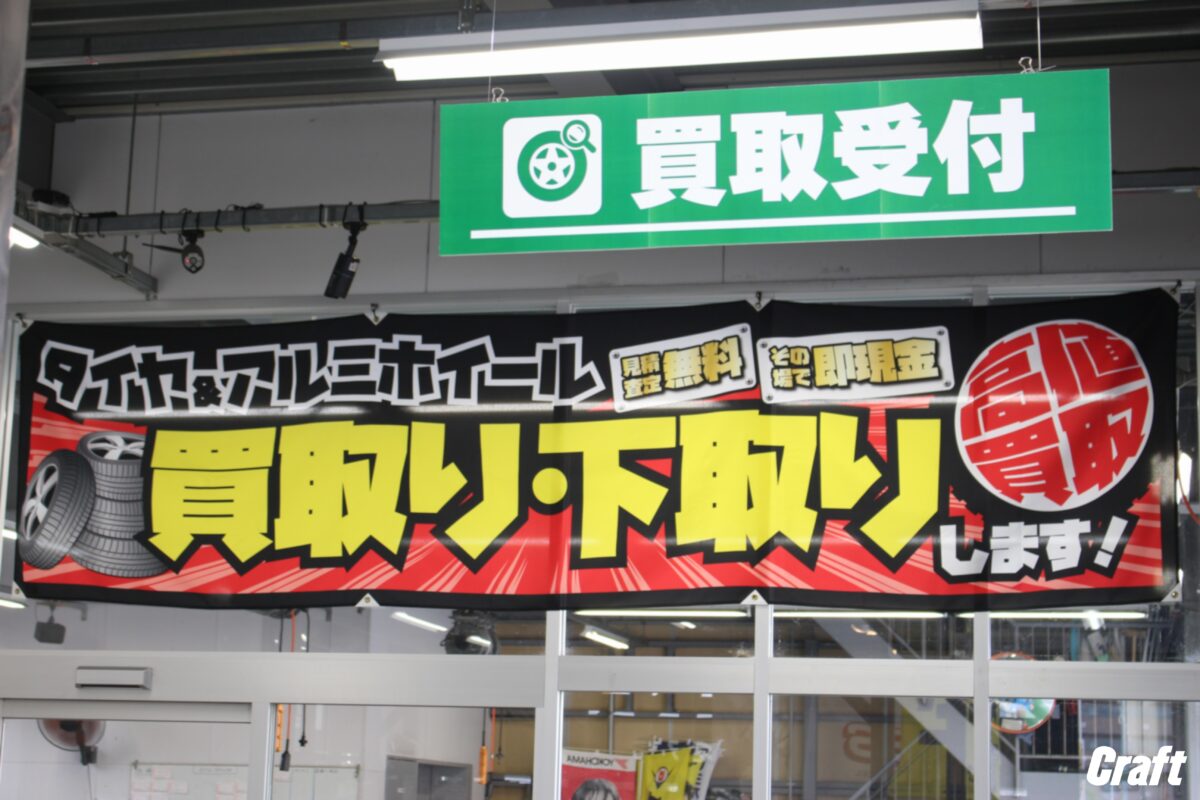 買取受付
タイヤ&アルミホイール
見積
査定
無料
その
場で
即現金
高価
買取
買取り・下取り
します!
YOKOHAMA
Craft